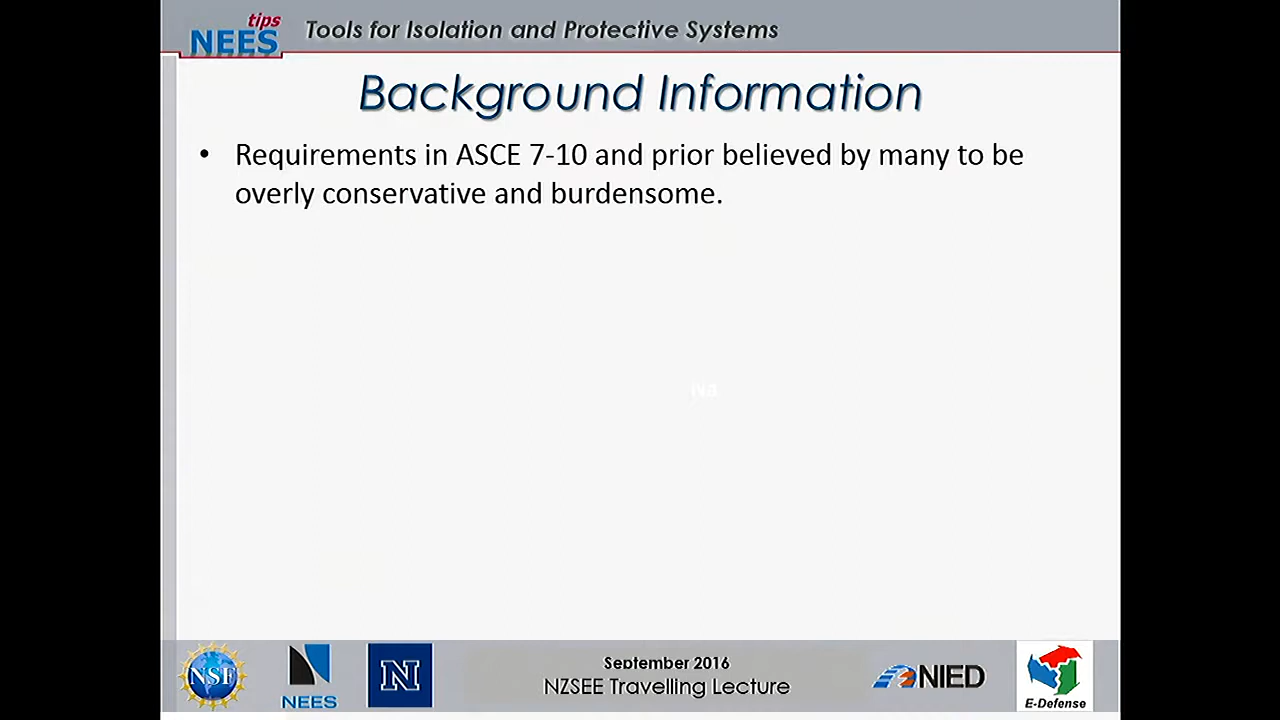 tips
NEES
Tools for Isolation and Protective Systems
Background Information
• Requirements in ASCE 7-10 and prior believed by many to be
overly conservative and burdensome.
NSF
NEES
N
September 2016
NZSEE Travelling Lecture
NIED
E-Defense